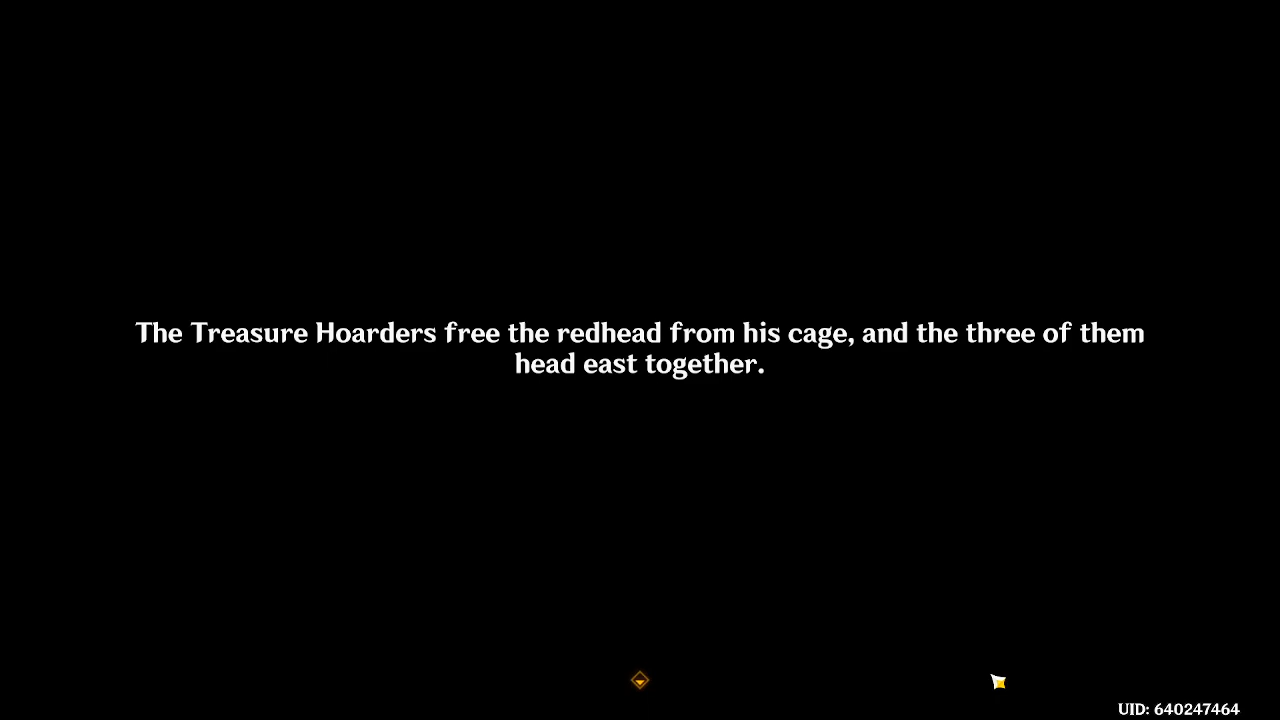 The Treasure Hoarders free the redhead from his cage, and the three of them
head east together.
UID: 640247464